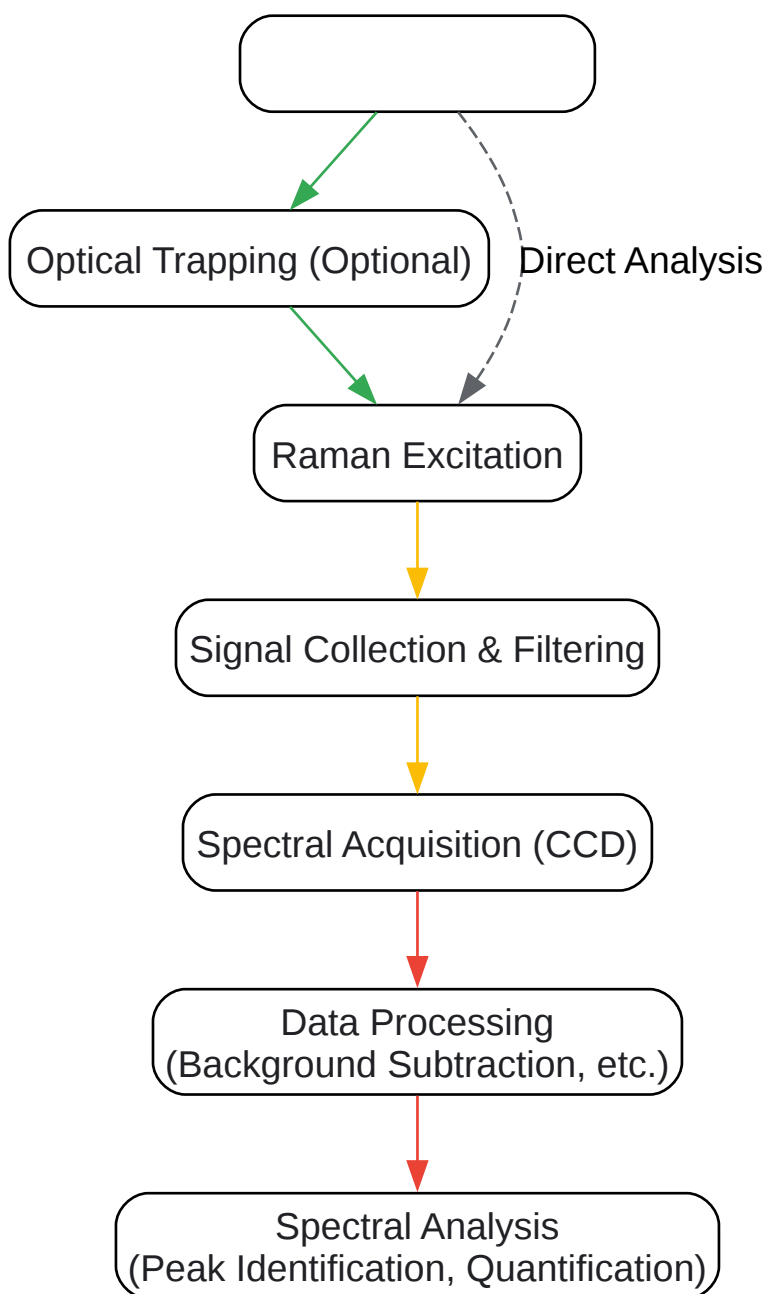 Optical Trapping (Optional)
Direct Analysis
Raman Excitation
Signal Collection & Filtering
Spectral Acquisition (CCD)
Data Processing
(Background Subtraction, etc.)
Spectral Analysis
(Peak Identification, Quantification)